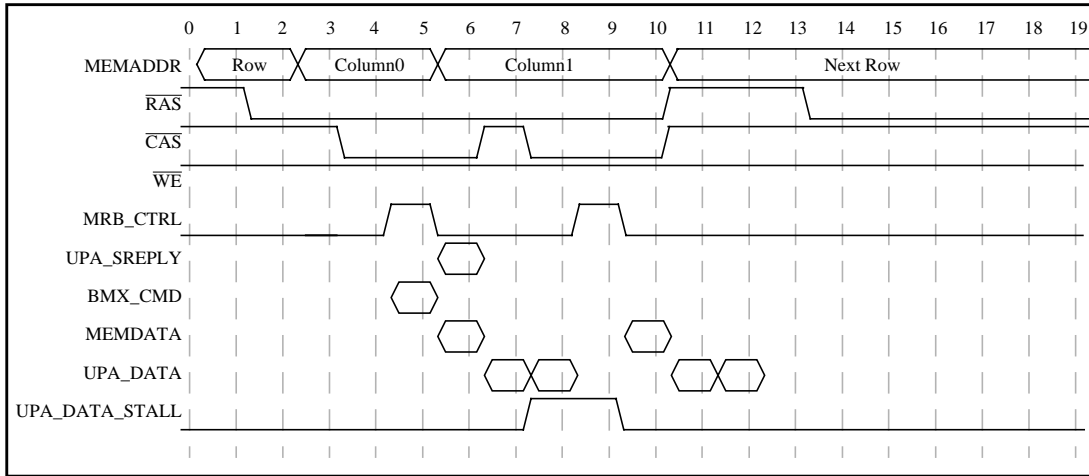 0 1 2 3 4 5 6 7 8 9 10 11 12 13 14 15 16 17 18 19
MEMADDR Row Column0 Column1 Next Row
RAS
CAS
WE
MRB_CTRL
UPA_SREPLY
BMX_CMD
MEMDATA
UPA_DATA
UPA_DATA_STALL